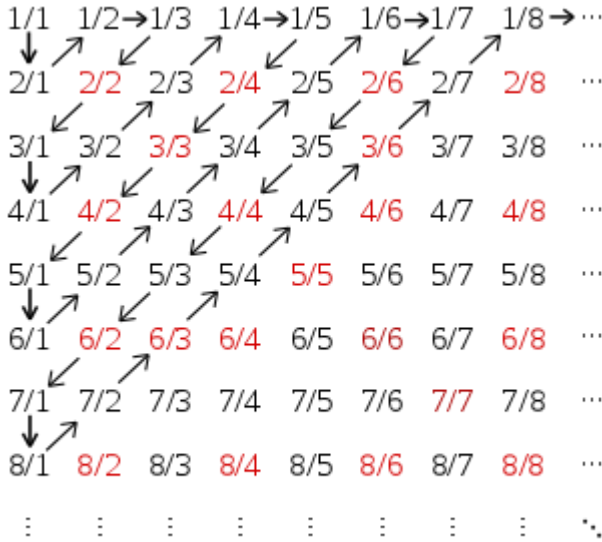 1/1 1/2 1/3 1/4 1/5 1/6 1/7 1/8 ⋯
2/1 2/2 2/3 2/4 2/5 2/6 2/7 2/8 ⋯
3/1 3/2 3/3 3/4 3/5 3/6 3/7 3/8 ⋯
4/1 4/2 4/3 4/4 4/5 4/6 4/7 4/8 ⋯
5/1 5/2 5/3 5/4 5/5 5/6 5/7 5/8 ⋯
6/1 6/2 6/3 6/4 6/5 6/6 6/7 6/8 ⋯
7/1 7/2 7/3 7/4 7/5 7/6 7/7 7/8 ⋯
8/1 8/2 8/3 8/4 8/5 8/6 8/7 8/8 ⋯
⋮ ⋮ ⋮ ⋮ ⋮ ⋮ ⋮ ⋮ ⋱